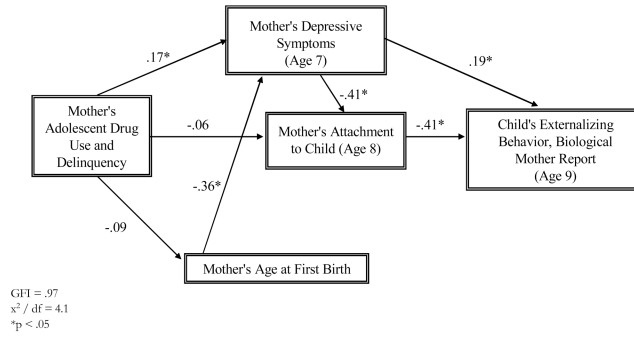 Mother's Depressive
Symptoms
(Age 7)
.17*
.19*
-.41*
Mother's
Adolescent Drug
Use and
Delinquency
-.06
Mother's Attachment
to Child (Age 8)
-.41*
Child's Externalizing
Behavior, Biological
Mother Report
(Age 9)
-.36*
-.09
Mother's Age at First Birth
GFI = .97
x² / df = 4.1
*p < .05